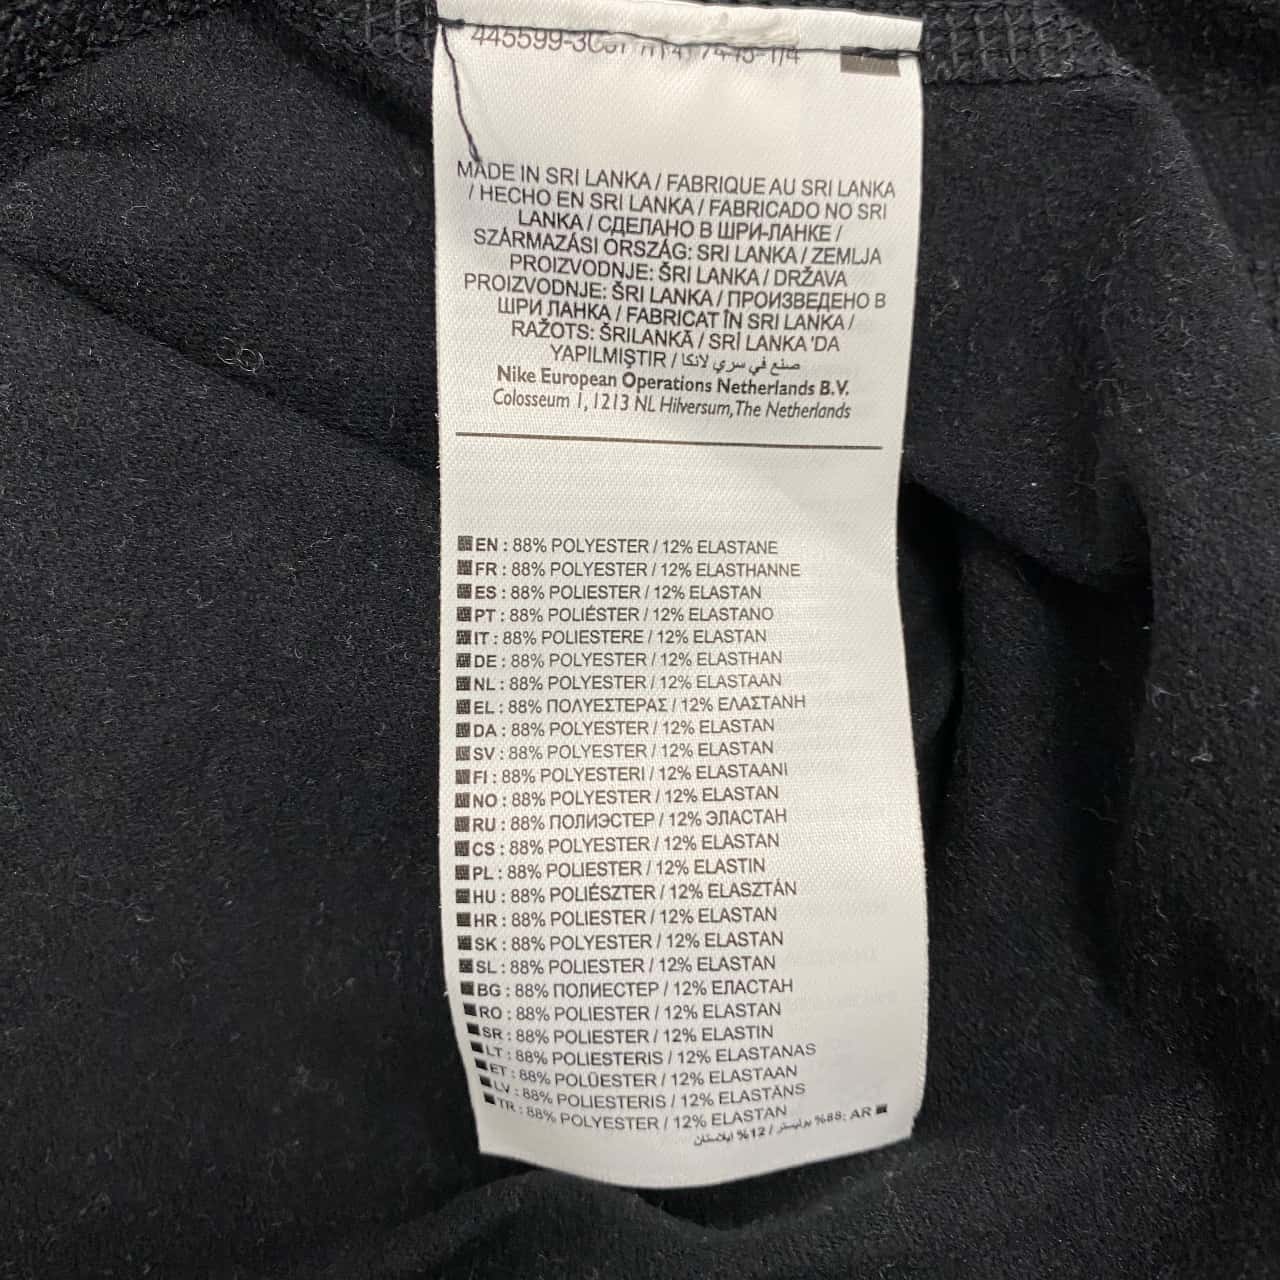 MADE IN SRI LANKA / FABRIQUE AU SRI LANKA
/ HECHO EN SRI LANKA / FABRICADO NO SRI
LANKA / СДЕЛАНО В ШРИ-ЛАНКЕ /
SZÁRMAZÁSI ORSZÁG: SRI LANKA / ZEMLJA
PROIZVODNJE: ŠRI LANKA / DRŽAVA
PROIZVODNJE: ŠRI LANKA / ПРОИЗВЕДЕНО В
ШРИ ЛАНКА / FABRICAT ÎN SRI LANKA /
RAŽOTS: ŠRILANKĀ / SRİ LANKA 'DA
YAPILMIŞTIR / صنع في سري لانكا
Nike European Operations Netherlands B.V.
Colosseum 1, 1213 NL Hilversum, The Netherlands
EN : 88% POLYESTER / 12% ELASTANE
FR : 88% POLYESTER / 12% ELASTHANNE
ES : 88% POLIESTER / 12% ELASTAN
PT : 88% POLIÉSTER / 12% ELASTANO
IT : 88% POLIESTERE / 12% ELASTAN
DE : 88% POLYESTER / 12% ELASTHAN
NL : 88% POLYESTER / 12% ELASTAAN
EL : 88% ΠΟΛΥΕΣΤΕΡΑΣ / 12% ΕΛΑΣΤΑΝΗ
DA : 88% POLYESTER / 12% ELASTAN
SV : 88% POLYESTER / 12% ELASTAN
FI : 88% POLYESTERI / 12% ELASTAANI
NO : 88% POLYESTER / 12% ELASTAN
RU : 88% ПОЛИЭСТЕР / 12% ЭЛАСТАН
CS : 88% POLYESTER / 12% ELASTAN
PL : 88% POLIESTER / 12% ELASTIN
HU : 88% POLIÉSZTER / 12% ELASZTÁN
HR : 88% POLIESTER / 12% ELASTAN
SK : 88% POLYESTER / 12% ELASTAN
SL : 88% POLIESTER / 12% ELASTAN
BG : 88% ПОЛИЕСТЕР / 12% ЕЛАСТАН
RO : 88% POLIESTER / 12% ELASTAN
SR : 88% POLIESTER / 12% ELASTIN
LT : 88% POLIESTERIS / 12% ELASTANAS
ET : 88% POLÜESTER / 12% ELASTAAN
LV : 88% POLIESTERIS / 12% ELASTĀNS
TR : 88% POLYESTER / 12% ELASTAN
AR :88% بوليستر / 12% ايلاستان